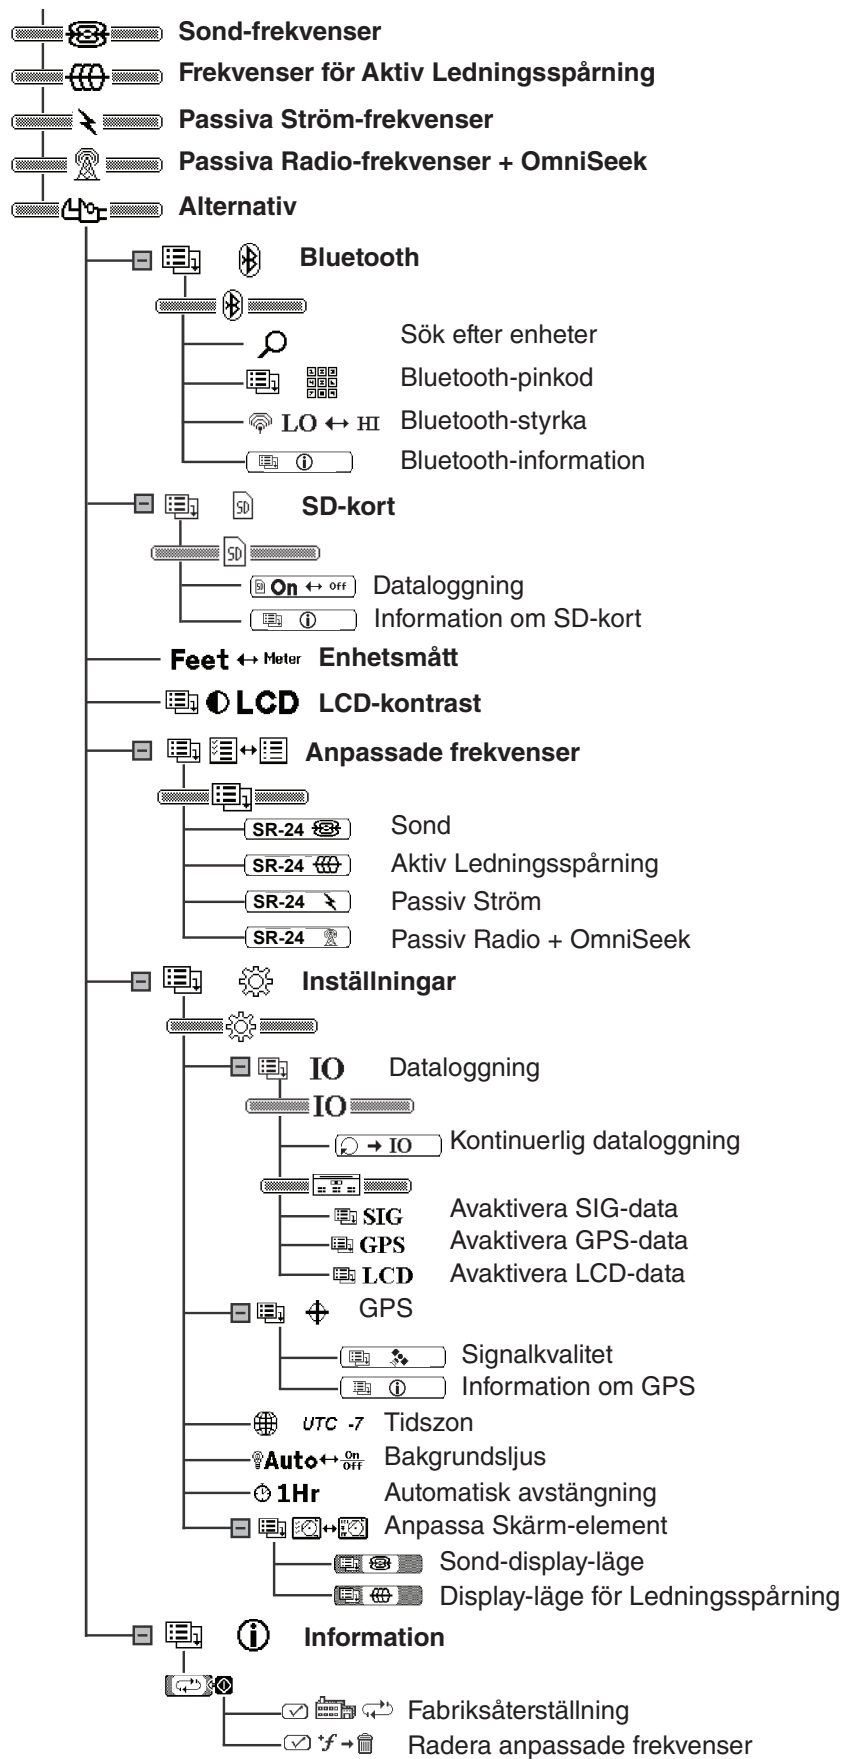 Sond-frekvenser
Frekvenser för Aktiv Ledningsspårning
Passiva Ström-frekvenser
Passiva Radio-frekvenser + OmniSeek
Alternativ
Bluetooth
Sök efter enheter
Bluetooth-pinkod
LO ↔ HI Bluetooth-styrka
Bluetooth-information
SD SD-kort
SD
On ↔ Off Dataloggning
Information om SD-kort
Feet ↔ Meter Enhetsmått
LCD LCD-kontrast
Anpassade frekvenser
SR-24 Sond
SR-24 Aktiv Ledningsspårning
SR-24 Passiv Ström
SR-24 Passiv Radio + OmniSeek
Inställningar
IO Dataloggning
IO
→ IO Kontinuerlig dataloggning
SIG Avaktivera SIG-data
GPS Avaktivera GPS-data
LCD Avaktivera LCD-data
GPS
Signalkvalitet
Information om GPS
UTC -7 Tidszon
Auto↔On Off Bakgrundsljus
1Hr Automatisk avstängning
Anpassa Skärm-element
Sond-display-läge
Display-läge för Ledningsspårning
Information
Fabriksåterställning
+f→ Radera anpassade frekvenser